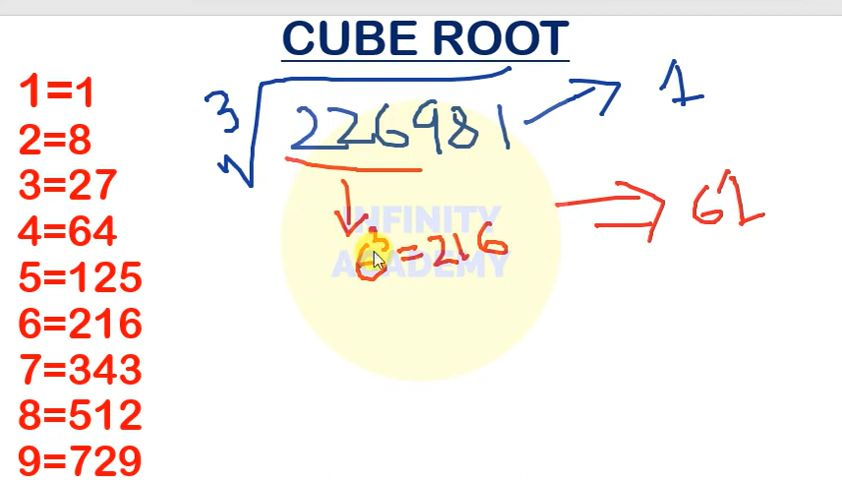 CUBE ROOT
1=1
2=8
3=27
4=64
5=125
6=216
7=343
8=512
9=729
3√226981 → 1
⇒ 61
INFINITY
ACADEMY
6³=216